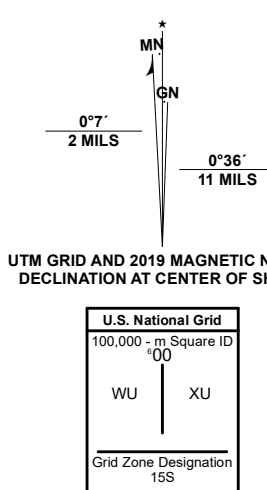 MN
GN
0°7´
2 MILS
0°36´
11 MILS
UTM GRID AND 2019 MAGNETIC
DECLINATION AT CENTER OF
U.S. National Grid
100,000 - m Square ID
⁶00
WU XU
Grid Zone Designation
15S